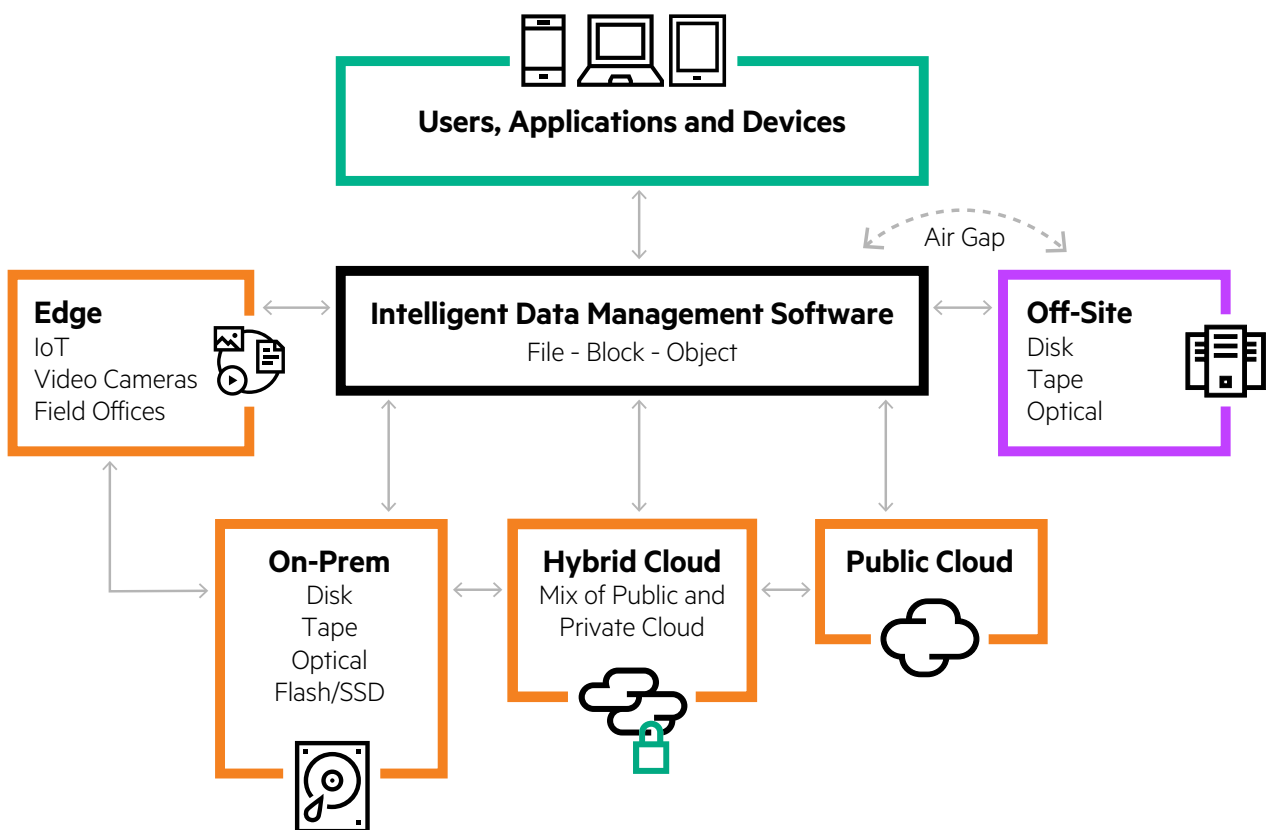 Users, Applications and Devices
Air Gap
Edge
IoT
Video Cameras
Field Offices
Intelligent Data Management Software
File - Block - Object
Off-Site
Disk
Tape
Optical
On-Prem
Disk
Tape
Optical
Flash/SSD
Hybrid Cloud
Mix of Public and
Private Cloud
Public Cloud